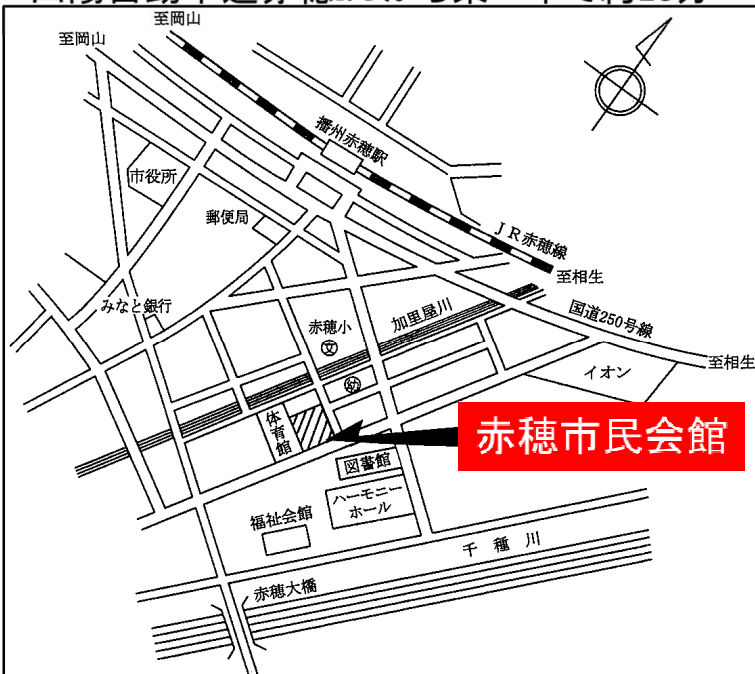 至岡山
至岡山
播州赤穂駅
市役所
郵便局
JR赤穂線
至相生
みなと銀行
赤穂小
文
加里屋川
国道250号線
至相生
イオン
幼
体育館
赤穂市民会館
図書館
ハーモニー
ホール
福祉会館
千種川
赤穂大橋